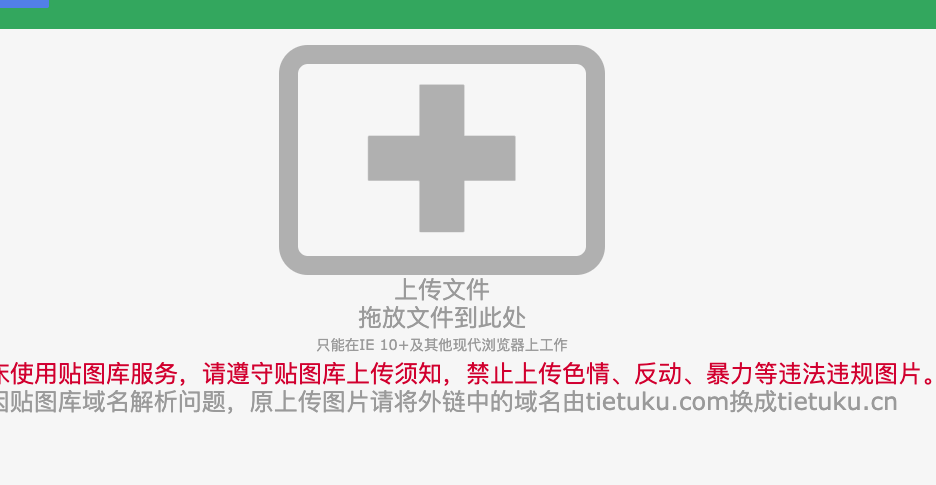 上传文件
拖放文件到此处
只能在IE 10+及其他现代浏览器上工作
床使用贴图库服务，请遵守贴图库上传须知，禁止上传色情、反动、暴力等违法违规图片。
因贴图库域名解析问题，原上传图片请将外链中的域名由tietuku.com换成tietuku.cn